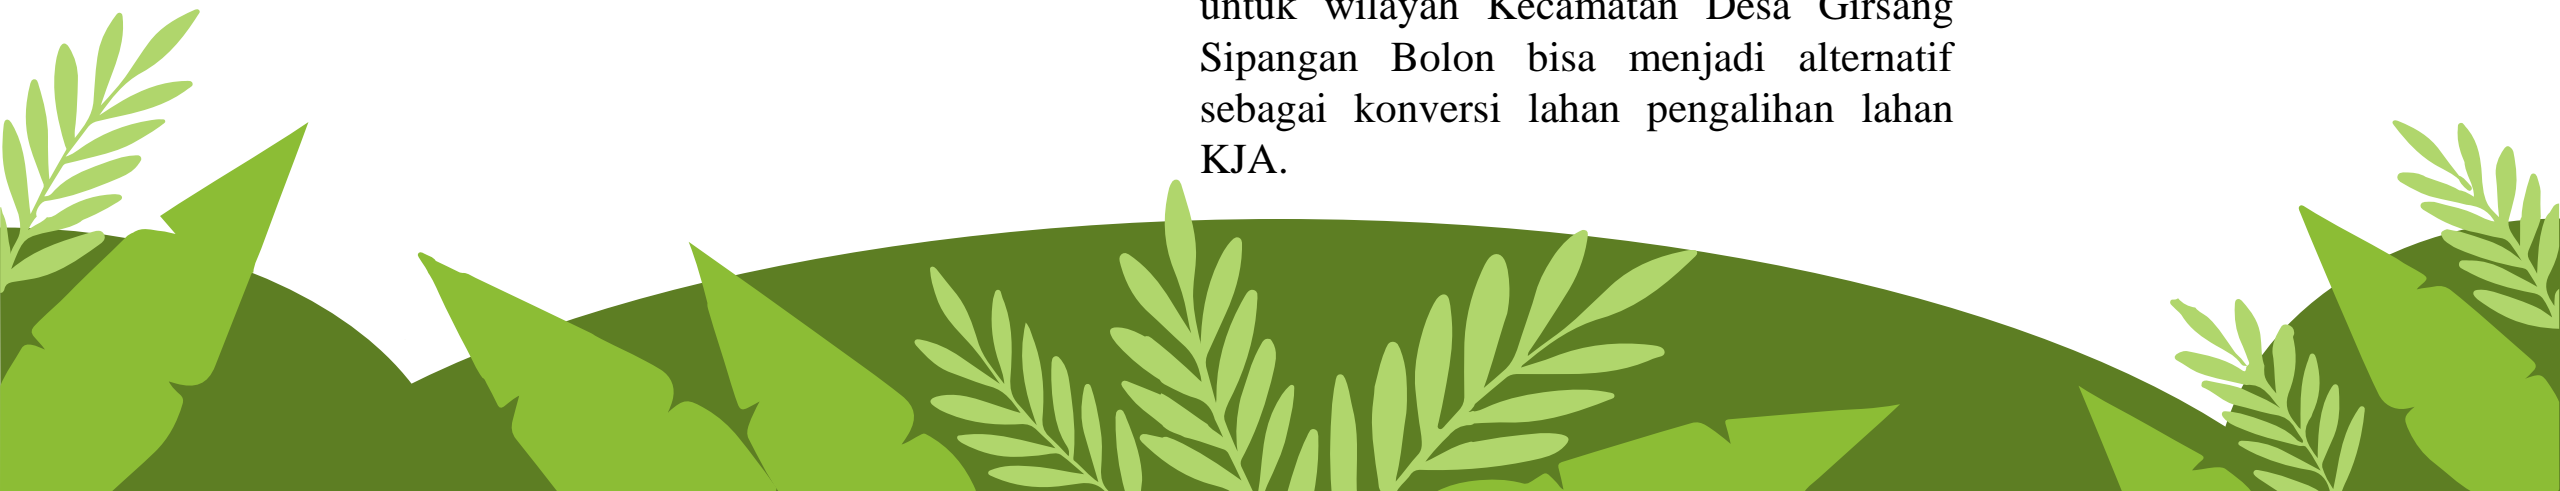 untuk wilayah Kecamatan Desa Girsang
Sipangan Bolon bisa menjadi alternatif
sebagai konversi lahan pengalihan lahan
KJA.